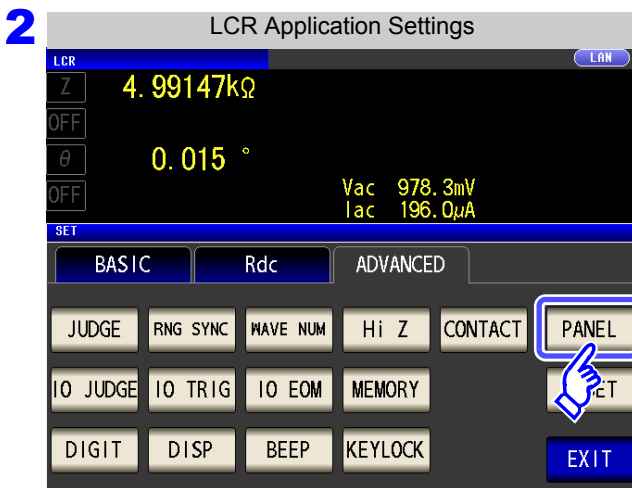 2
LCR Application Settings
LCR LAN
Z 4.99147kΩ
OFF
θ 0.015 °
OFF Vac 978.3mV
Iac 196.0μA
SET
BASIC Rdc ADVANCED
JUDGE RNG SYNC WAVE NUM Hi Z CONTACT PANEL
IO JUDGE IO TRIG IO EOM MEMORY
DIGIT DISP BEEP KEYLOCK EXIT